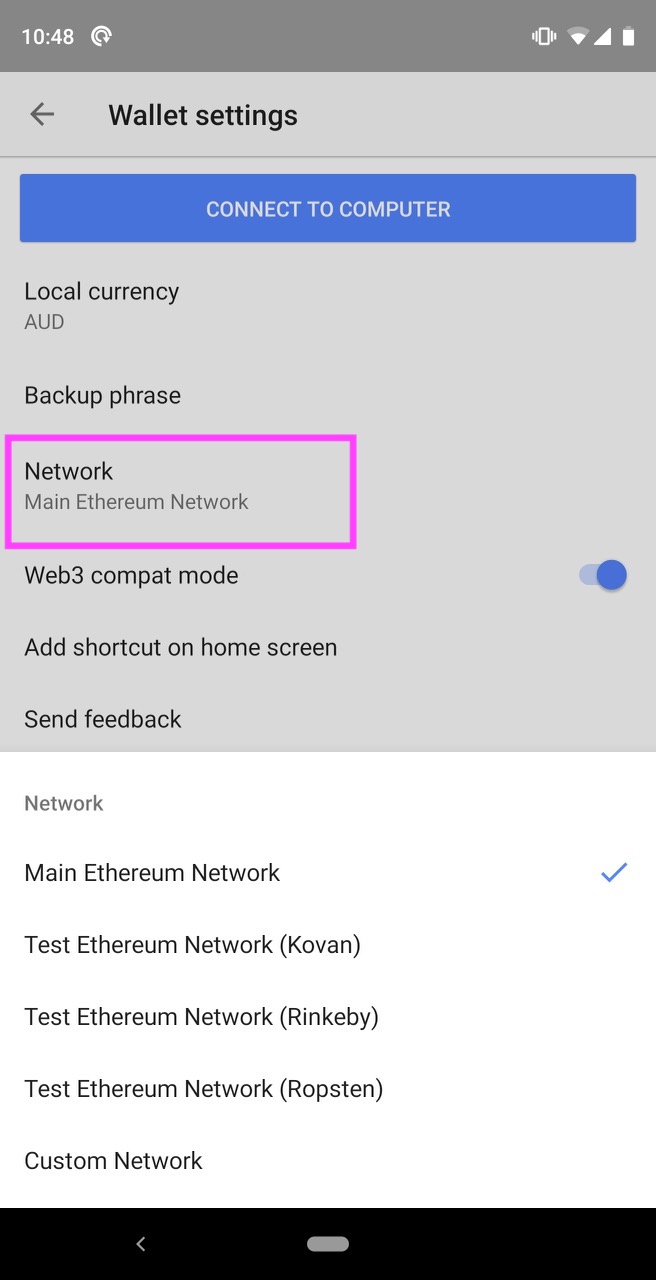 10:48
Wallet settings
CONNECT TO COMPUTER
Local currency
AUD
Backup phrase
Network
Main Ethereum Network
Web3 compat mode
Add shortcut on home screen
Send feedback
Network
Main Ethereum Network
Test Ethereum Network (Kovan)
Test Ethereum Network (Rinkeby)
Test Ethereum Network (Ropsten)
Custom Network